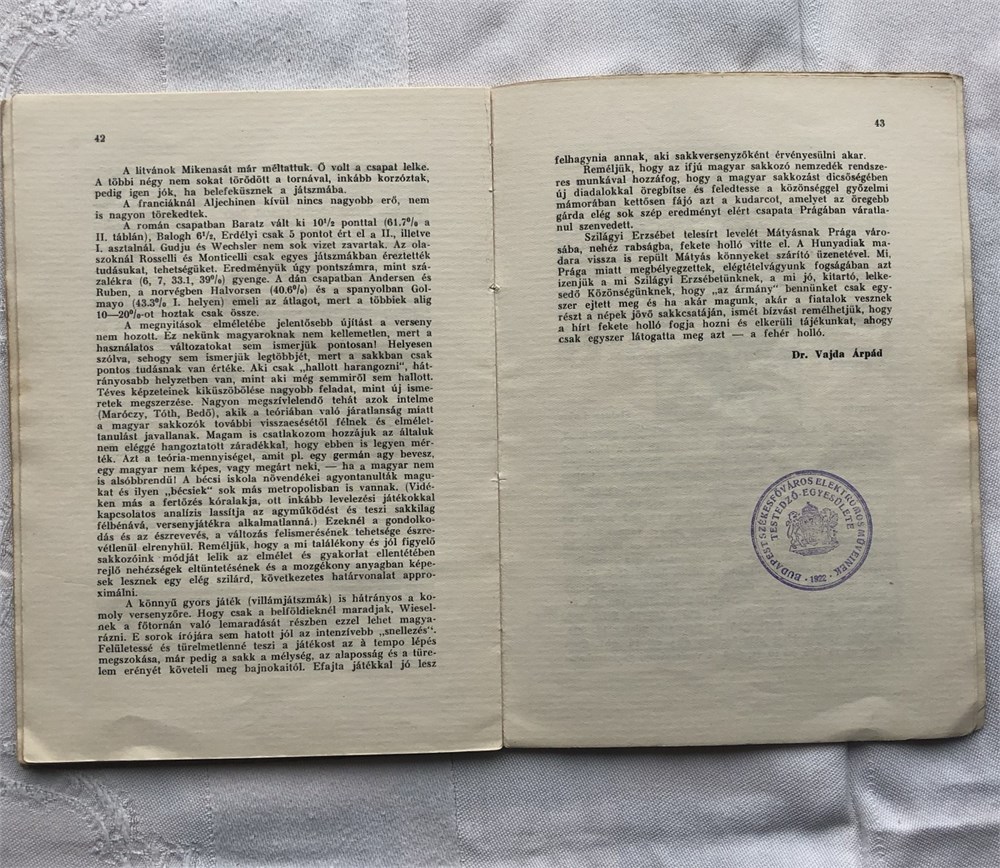 42
A litvánok Mikenasát már méltattuk. Ő volt a csapat lelke.
A többi négy nem sokat törődött a tornával, inkább korzóztak,
pedig igen jók, ha belefeküsznek a játszmába.
A franciáknál Aljechinen kívül nincs nagyobb erő, nem
is nagyon törekedtek.
A román csapatban Baratz vált ki 10½ ponttal (61.7% a
II. táblán), Balogh 6½, Erdélyi csak 5 pontot ért el a II., illetve
I. asztalnál. Gudju és Wechsler nem sok vizet zavartak. Az ola-
szoknál Rosselli és Monticelli csak egyes játszmákban éreztették
tudásukat, tehetségüket. Eredményük úgy pontszámra, mint szá-
zalékra (6, 7, 33.1, 39%) gyenge. A dán csapatban Andersen és
Ruben, a norvégben Halvorsen (40.6%) és a spanyolban Gol-
mayo (43.3% I. helyen) emeli az átlagot, mert a többiek alig
10—20%-ot hoztak csak össze.
A megnyitások elméletébe jelentősebb újítást a verseny
nem hozott. Ez nekünk magyaroknak nem kellemetlen, mert a
használatos változatokat sem ismerjük pontosan! Helyesen
szólva, sehogy sem ismerjük legtöbbjét, mert a sakkban csak
pontos tudásnak van értéke. Aki csak „hallott harangozni", hát-
rányosabb helyzetben van, mint aki még semmiről sem hallott.
Téves képzeteinek kiküszöbölése nagyobb feladat, mint új isme-
retek megszerzése. Nagyon megszívlelendő tehát azok intelme
(Maróczy, Tóth, Bedő), akik a teóriában való járatlanság miatt
a magyar sakkozók további visszaesésétől félnek és elmélet-
tanulást javallanak. Magam is csatlakozom hozzájuk az általuk
nem eléggé hangoztatott záradékkal, hogy ebben is legyen mér-
ték. Azt a teória-mennyiséget, amit pl. egy germán agy bevesz,
egy magyar nem képes, vagy megárt neki, — ha a magyar nem
is alsóbbrendű! A bécsi iskola növendékei agyontanulták magu-
kat és ilyen „bécsiek" sok más metropolisban is vannak. (Vidé-
ken más a fertőzés kóralakja, ott inkább levelezési játékokkal
kapcsolatos analízis lassítja az agyműködést és teszi sakkilag
félbénává, versenyjátékra alkalmatlanná.) Ezeknél a gondolko-
dás és az észrevevés, a változás felismerésének tehetsége észre-
vétlenül elrenyhül. Reméljük, hogy a mi találékony és jól figyelő
sakkozóink módját lelik az elmélet és gyakorlat ellentétében
rejlő nehézségek eltüntetésének és a mozgékony anyagban képe-
sek lesznek egy elég szilárd, következetes határvonalat appro-
ximálni.
A könnyű gyors játék (villámjátszmák) is hátrányos a ko-
moly versenyzőre. Hogy csak a belföldieknél maradjak, Wiesel-
nek a főtornán való lemaradását részben ezzel lehet magya-
rázni. E sorok írójára sem hatott jól az intenzívebb „snellezés".
Felületessé és türelmetlenné teszi a játékost az à tempo lépés
megszokása, már pedig a sakk a mélység, az alaposság és a türe-
lem erényét követeli meg bajnokaitól. Efajta játékkal jó lesz
43
felhagynia annak, aki sakkversenyzőként érvényesülni akar.
Reméljük, hogy az ifjú magyar sakkozó nemzedék rendsze-
res munkával hozzáfog, hogy a magyar sakkozást dicsőségében
új diadalokkal öregbítse és feledtesse a közönséggel győzelmi
mámorában kettősen fájó azt a kudarcot, amelyet az öregebb
gárda elég sok szép eredményt elért csapata Prágában váratla-
nul szenvedett.
Szilágyi Erzsébet telesírt levelét Mátyásnak Prága váro-
sába, nehéz rabságba, fekete holló vitte el. A Hunyadiak ma-
dara vissza is repült Mátyás könnyeket szárító üzenetével. Mi,
Prága miatt megbélyegzettek, elégtételvágyunk fogságában azt
izenjük a mi Szilágyi Erzsébetünknek, a mi jó, kitartó, lelke-
sedő Közönségünknek, hogy „az ármány" bennünket csak egy-
szer ejtett meg és ha akár magunk, akár a fiatalok vesznek
részt a népek jövő sakkcsatáján, ismét bízvást remélhetjük, hogy
a hírt fekete holló fogja hozni és elkerüli tájékunkat, ahogy
csak egyszer látogatta meg azt — a fehér holló.
Dr. Vajda Árpád
BUDAPEST SZÉKESFŐVÁROS ELEKTROMOS MŰVEINEK
TESTEDZŐ-EGYESÜLETE
• 1922 •